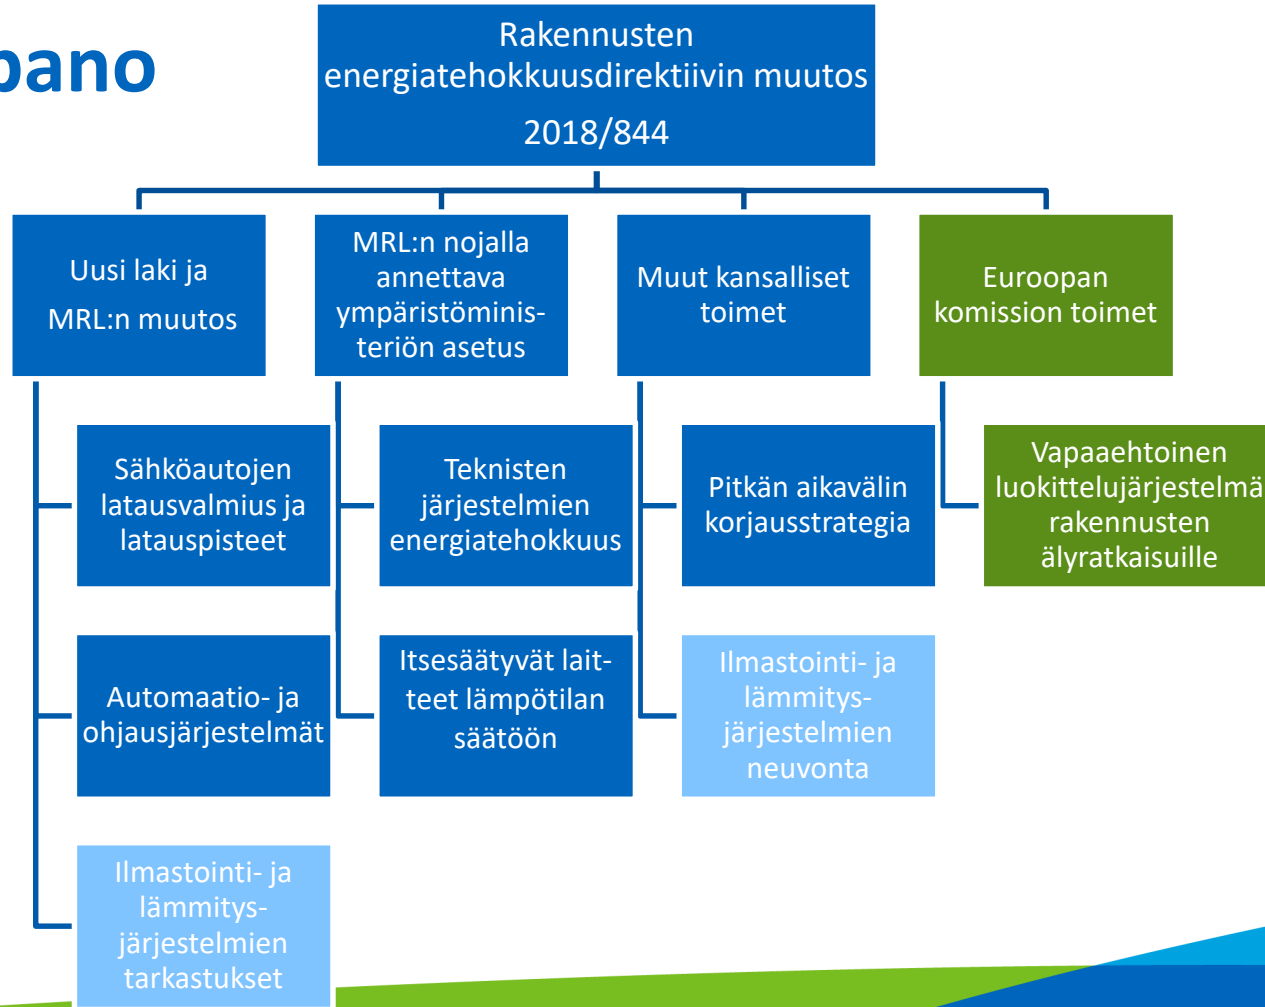 pano
Rakennusten
energiatehokkuusdirektiivin muutos
2018/844
Uusi laki ja
MRL:n muutos
MRL:n nojalla
annettava
ympäristöminis-
teriön asetus
Muut kansalliset
toimet
Euroopan
komission toimet
Sähköautojen
latausvalmius ja
latauspisteet
Teknisten
järjestelmien
energiatehokkuus
Pitkän aikavälin
korjausstrategia
Vapaaehtoinen
luokittelujärjestelmä
rakennusten
älyratkaisuille
Automaatio- ja
ohjausjärjestelmät
Itsesäätyvät lait-
teet lämpötilan
säätöön
Ilmastointi- ja
lämmitys-
järjestelmien
neuvonta
Ilmastointi- ja
lämmitys-
järjestelmien
tarkastukset